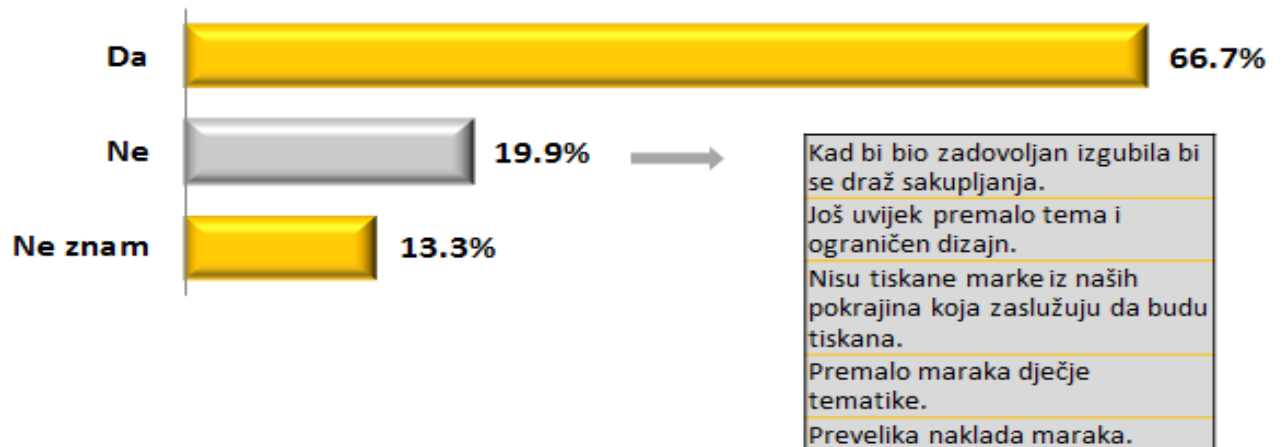 Da
66.7%
Ne
19.9%
Ne znam
13.3%
Kad bi bio zadovoljan izgubila bi
se draž sakupljanja.
Još uvijek premalo tema i
ograničen dizajn.
Nisu tiskane marke iz naših
pokrajina koja zaslužuju da budu
tiskana.
Premalo maraka dječje
tematike.
Prevelika naklada maraka.